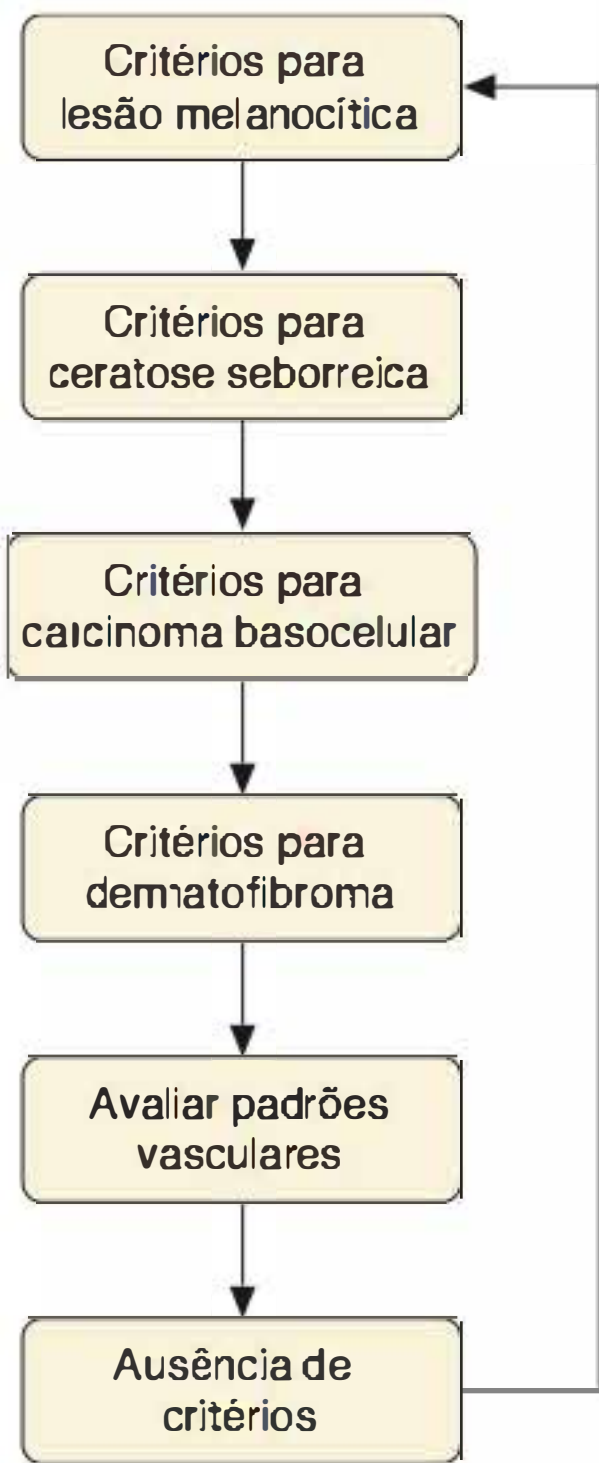 Critérios para
lesão melanocítica
Critérios para
ceratose seborreica
Critérios para
carcinoma basocelular
Critérios para
dermatofibroma
Avaliar padrões
vasculares
Ausência de
critérios